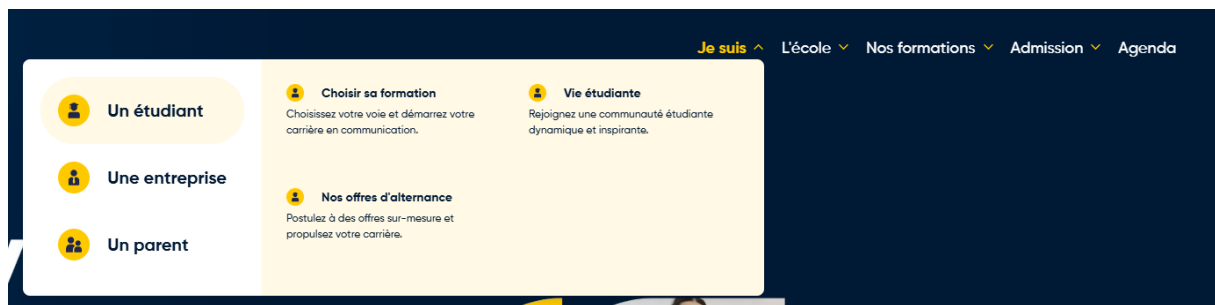 Je suis L'école Nos formations Admission Agenda
Un étudiant
Une entreprise
Un parent
Choisir sa formation
Choisissez votre voie et démarrez votre
carrière en communication.
Vie étudiante
Rejoignez une communauté étudiante
dynamique et inspirante.
Nos offres d'alternance
Postulez à des offres sur-mesure et
propulsez votre carrière.